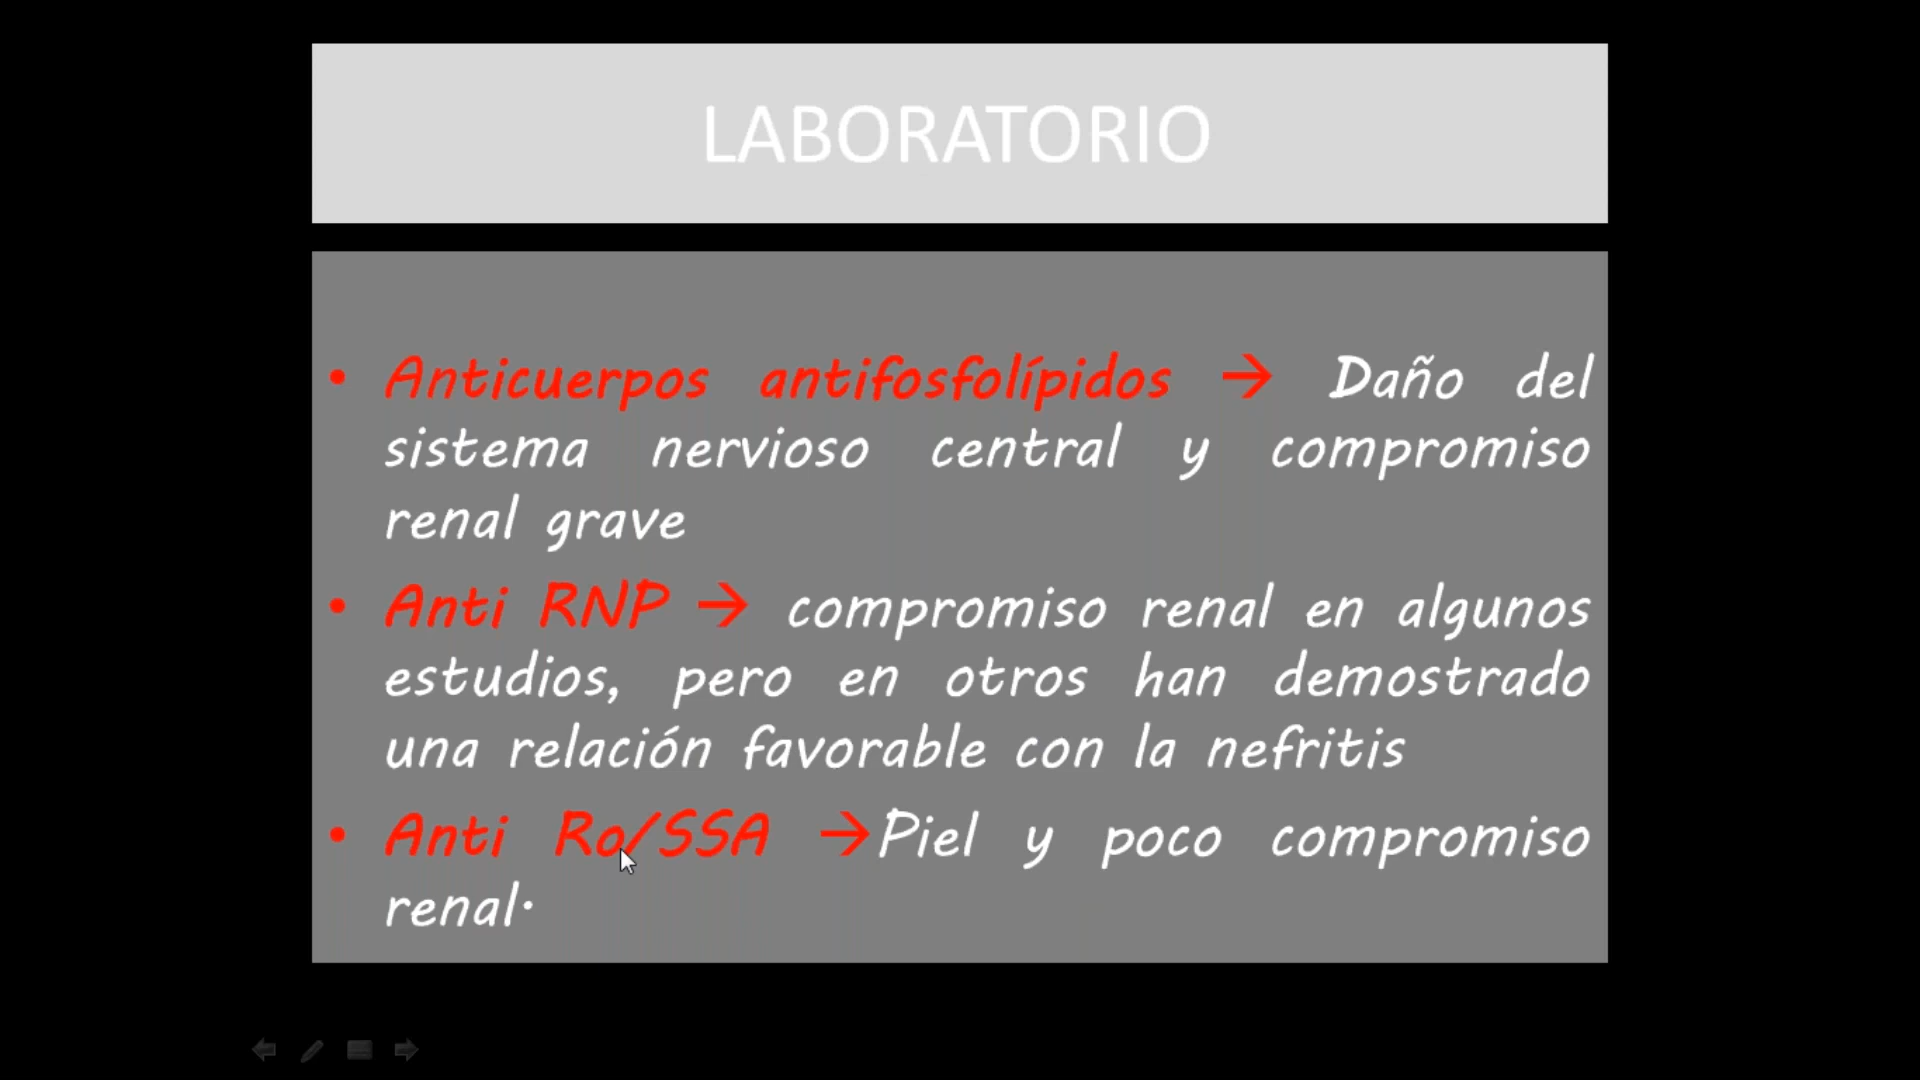 LABORATORIO
• Anticuerpos antifosfolípidos → Daño del
sistema nervioso central y compromiso
renal grave
• Anti RNP → compromiso renal en algunos
estudios, pero en otros han demostrado
una relación favorable con la nefritis
• Anti Ro/SSA →Piel y poco compromiso
renal.